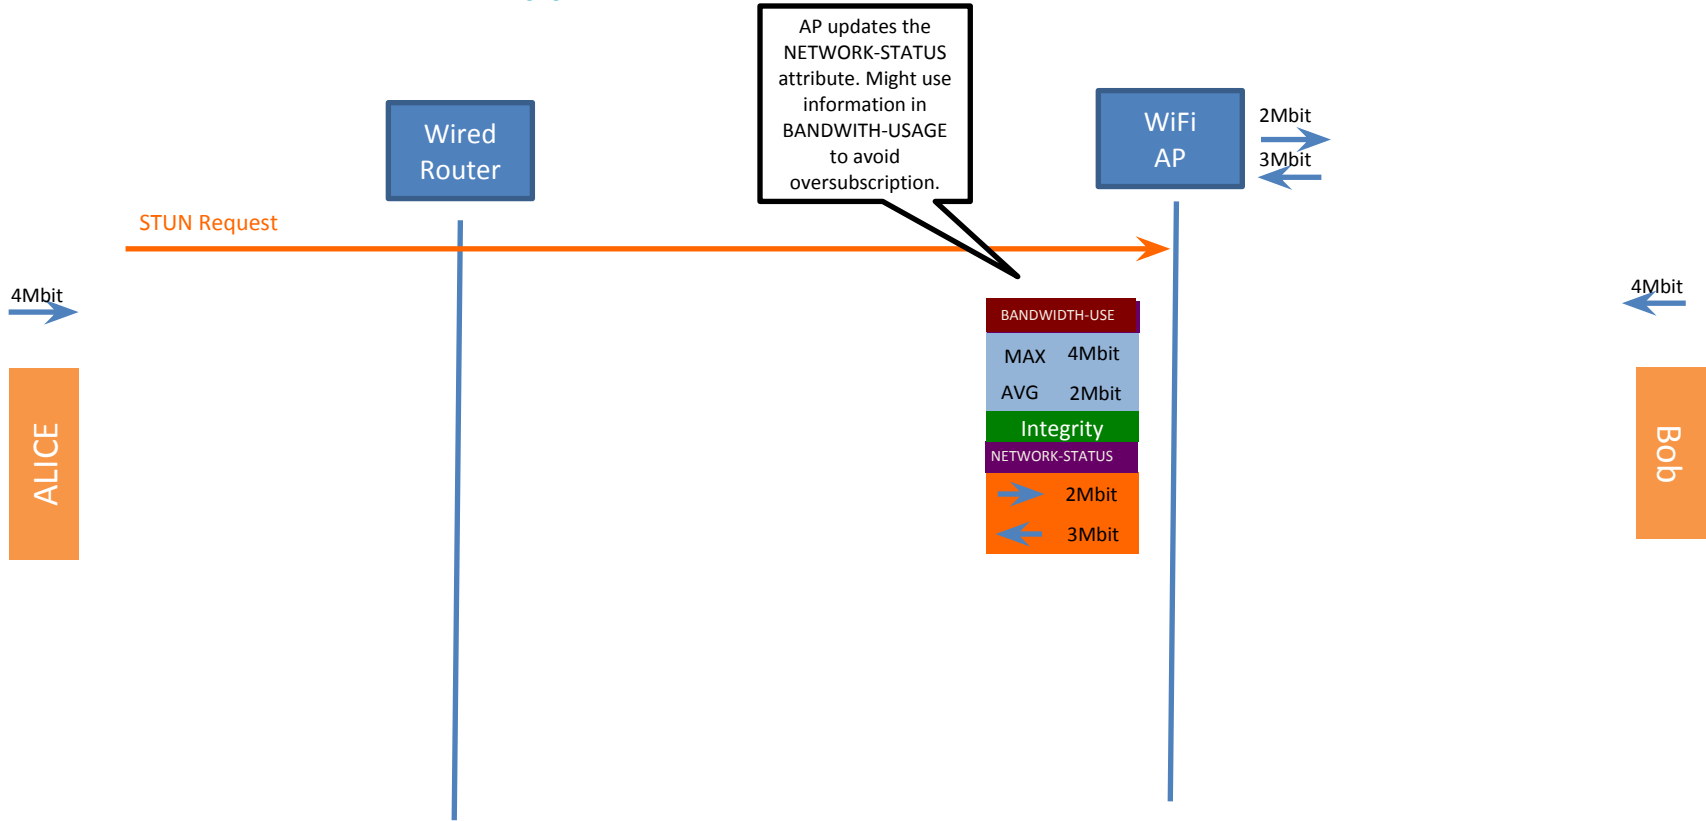 AP updates the
NETWORK-STATUS
attribute. Might use
information in
BANDWITH-USAGE
to avoid
oversubscription.
Wired
Router
WiFi
AP
2Mbit
3Mbit
STUN Request
4Mbit
4Mbit
BANDWIDTH-USE
MAX 4Mbit
AVG 2Mbit
Integrity
NETWORK-STATUS
2Mbit
3Mbit
ALICE
Bob